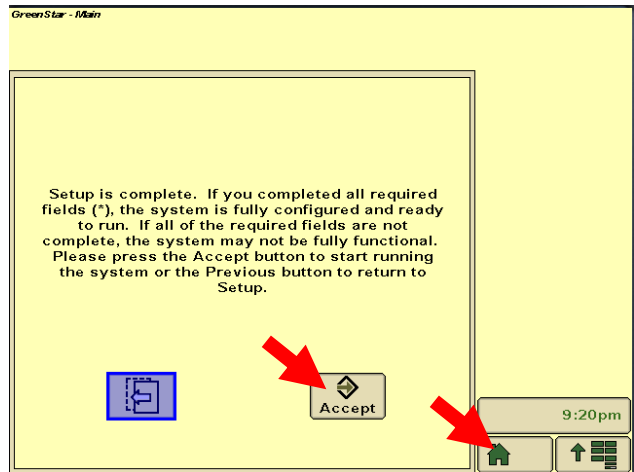 GreenStar - Main
Setup is complete. If you completed all required
fields (*), the system is fully configured and ready
to run. If all of the required fields are not
complete, the system may not be fully functional.
Please press the Accept button to start running
the system or the Previous button to return to
Setup.
Accept
9:20pm